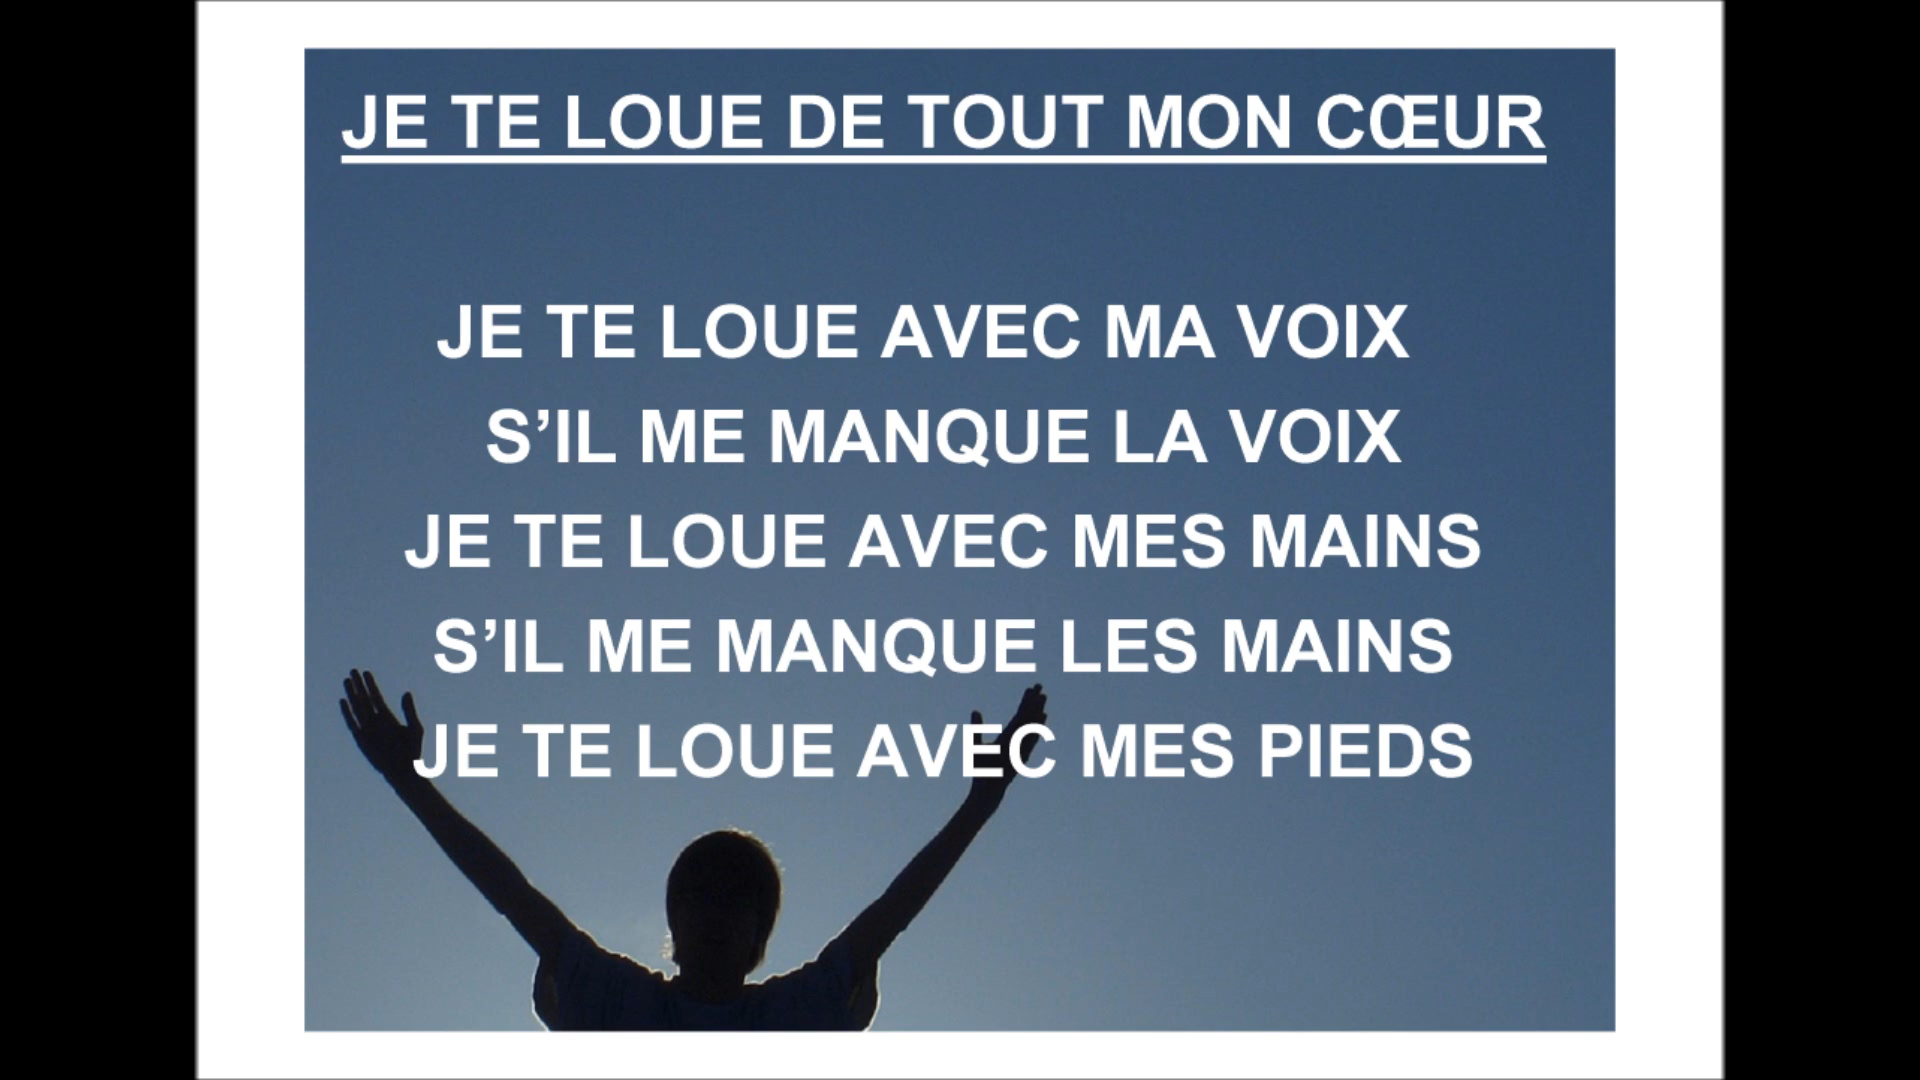 JE TE LOUE DE TOUT MON CŒUR
JE TE LOUE AVEC MA VOIX
S’IL ME MANQUE LA VOIX
JE TE LOUE AVEC MES MAINS
S’IL ME MANQUE LES MAINS
JE TE LOUE AVEC MES PIEDS